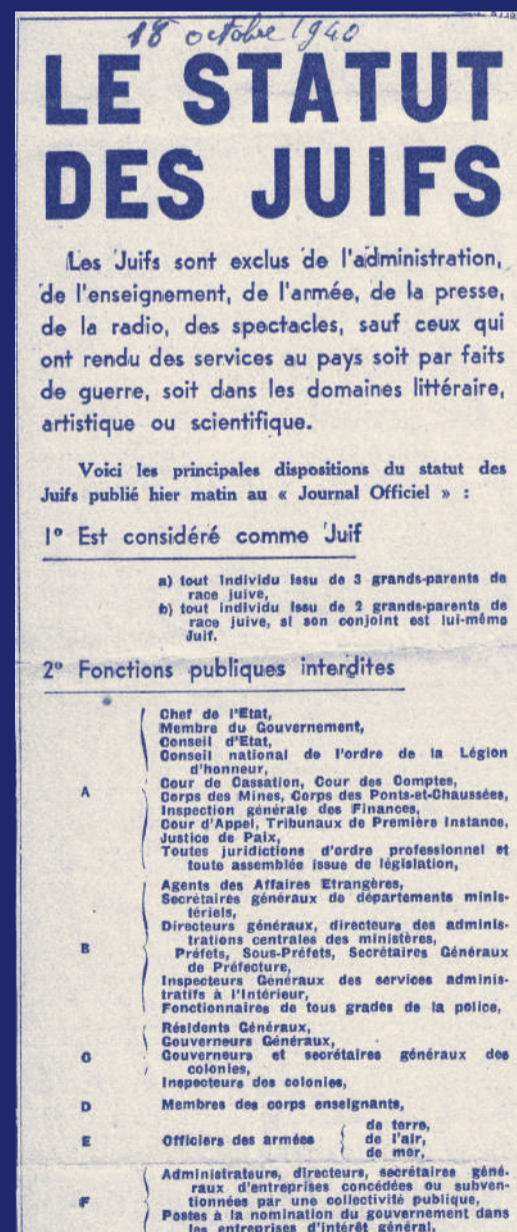 18 octobre 1940
LE STATUT
DES JUIFS
Les Juifs sont exclus de l'administration,
de l'enseignement, de l'armée, de la presse,
de la radio, des spectacles, sauf ceux qui
ont rendu des services au pays soit par faits
de guerre, soit dans les domaines littéraire,
artistique ou scientifique.
Voici les principales dispositions du statut des
Juifs publié hier matin au « Journal Officiel » :
1° Est considéré comme Juif
a) tout individu issu de 3 grands-parents de
race juive,
b) tout individu issu de 2 grands-parents de
race juive, si son conjoint est lui-même
Juif.
2° Fonctions publiques interdites
A
Chef de l'Etat,
Membre du Gouvernement,
Conseil d'Etat,
Conseil national de l'ordre de la Légion
d'honneur,
Cour de Cassation, Cour des Comptes,
Corps des Mines, Corps des Ponts-et-Chaussées,
Inspection générale des Finances,
Cour d'Appel, Tribunaux de Première Instance,
Justice de Paix,
Toutes juridictions d'ordre professionnel et
toute assemblée issue de législation,
B
Agents des Affaires Etrangères,
Secrétaires généraux de départements minis-
tériels,
Directeurs généraux, directeurs des adminis-
trations centrales des ministères,
Préfets, Sous-Préfets, Secrétaires Généraux
de Préfecture,
Inspecteurs Généraux des services adminis-
tratifs à l'Intérieur,
Fonctionnaires de tous grades de la police,
C
Résidents Généraux,
Gouverneurs Généraux,
Gouverneurs et secrétaires généraux des
colonies,
Inspecteurs des colonies,
D Membres des corps enseignants,
E Officiers des armées { de terre,
de l'air,
de mer,
F
Administrateurs, directeurs, secrétaires géné-
raux d'entreprises concédées ou subven-
tionnées par une collectivité publique,
Postes à la nomination du gouvernement dans
les entreprises d'intérêt général.